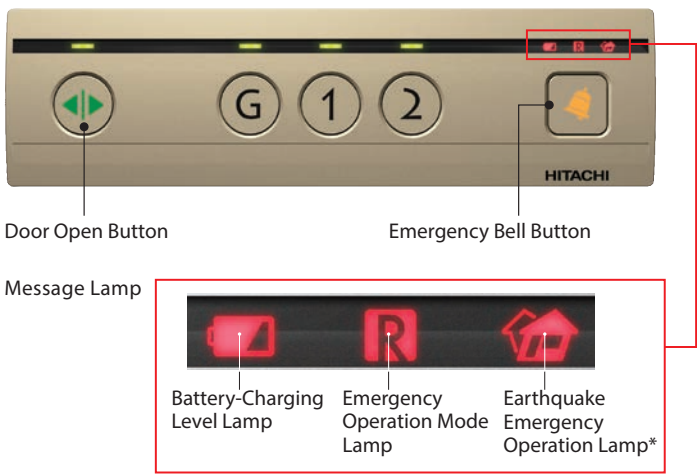 G 1 2
R
HITACHI
Door Open Button
Emergency Bell Button
Message Lamp
R
Battery-Charging
Level Lamp
Emergency
Operation Mode
Lamp
Earthquake
Emergency
Operation Lamp*